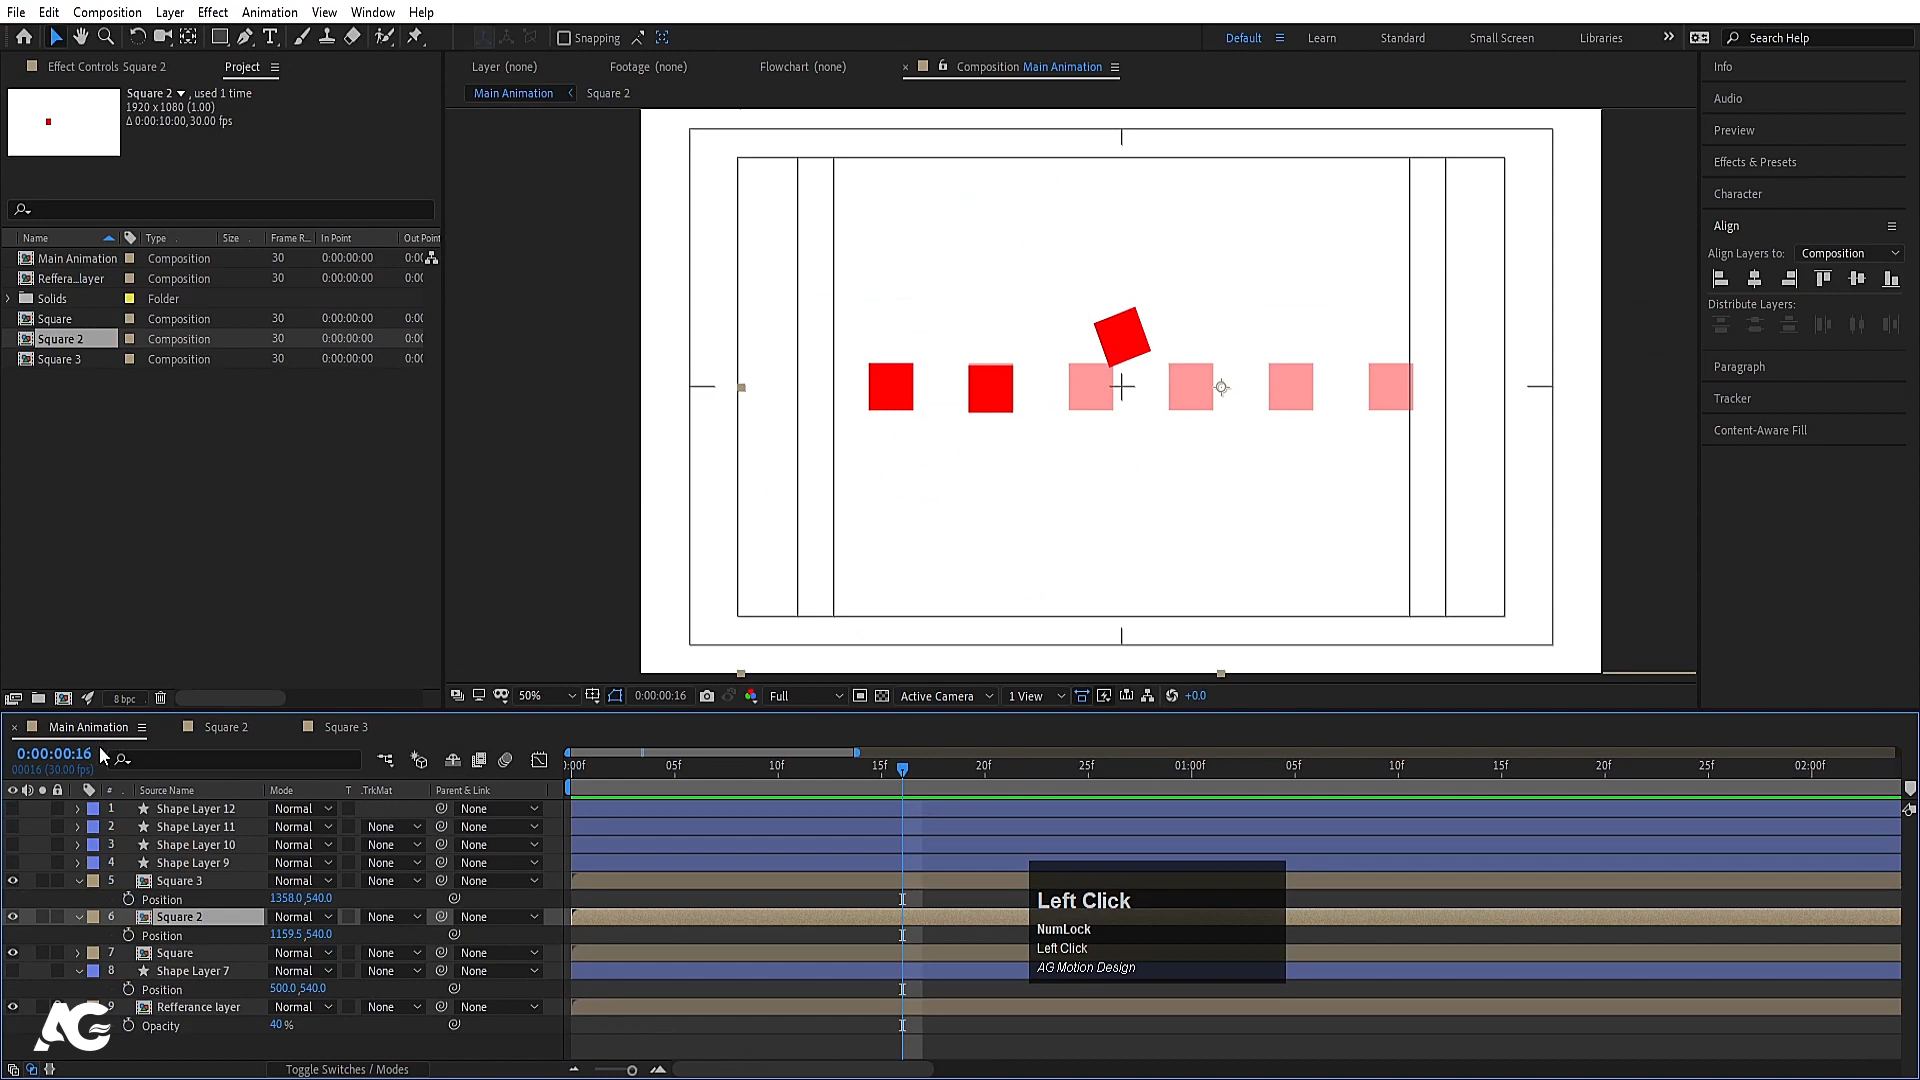 File Edit Composition Layer Effect Animation View Window Help
Snapping Default Learn Standard Small Screen Libraries Search Help
Effect Controls Square 2 Project
Layer (none) Footage (none) Flowchart (none) × Composition Main Animation
Main Animation Square 2
Square 2 , used 1 time
1920 x 1080 (1.00)
Δ 0:00:10:00, 30.00 fps
Name Type Size Frame R... In Point Out Point
Main Animation Composition 30 0:00:00:00 0:0(
Reffera...layer Composition 30 0:00:00:00 0:0(
Solids Folder
Square Composition 30 0:00:00:00 0:0(
Square 2 Composition 30 0:00:00:00 0:0(
Square 3 Composition 30 0:00:00:00 0:0(
Info
Audio
Preview
Effects & Presets
Character
Align
Align Layers to: Composition
Distribute Layers:
Paragraph
Tracker
Content-Aware Fill
8 bpc
50% 0:00:00:16 Full Active Camera 1 View +0.0
× Main Animation Square 2 Square 3
0:00:00:16
00016 (30.00 fps)
:00f 05f 10f 15f 20f 25f 01:00f 05f 10f 15f 20f 25f 02:00f
# Source Name Mode T .TrkMat Parent & Link
1 Shape Layer 12 Normal None
2 Shape Layer 11 Normal None None
3 Shape Layer 10 Normal None None
4 Shape Layer 9 Normal None None
5 Square 3 Normal None None
Position 1358.0,540.0
6 Square 2 Normal None None
Position 1159.5,540.0
7 Square Normal None None
8 Shape Layer 7 Normal None None
Position 500.0,540.0
9 Refferance layer Normal None None
Opacity 40 %
Toggle Switches / Modes
Left Click
NumLock
Left Click
AG Motion Design
AG